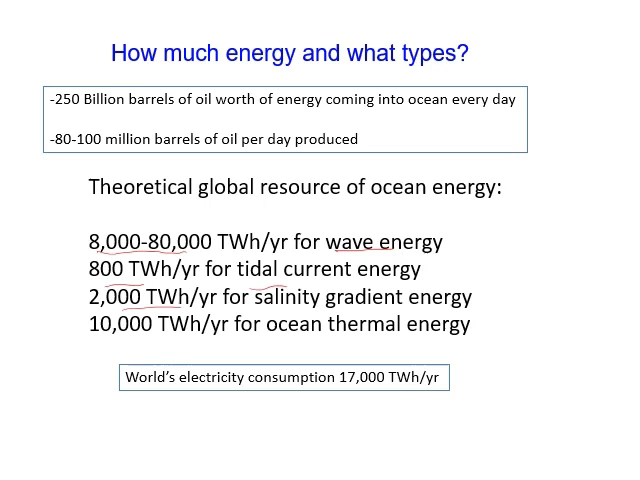 How much energy and what types?
-250 Billion barrels of oil worth of energy coming into ocean every day
-80-100 million barrels of oil per day produced
Theoretical global resource of ocean energy:
8,000-80,000 TWh/yr for wave energy
800 TWh/yr for tidal current energy
2,000 TWh/yr for salinity gradient energy
10,000 TWh/yr for ocean thermal energy
World's electricity consumption 17,000 TWh/yr